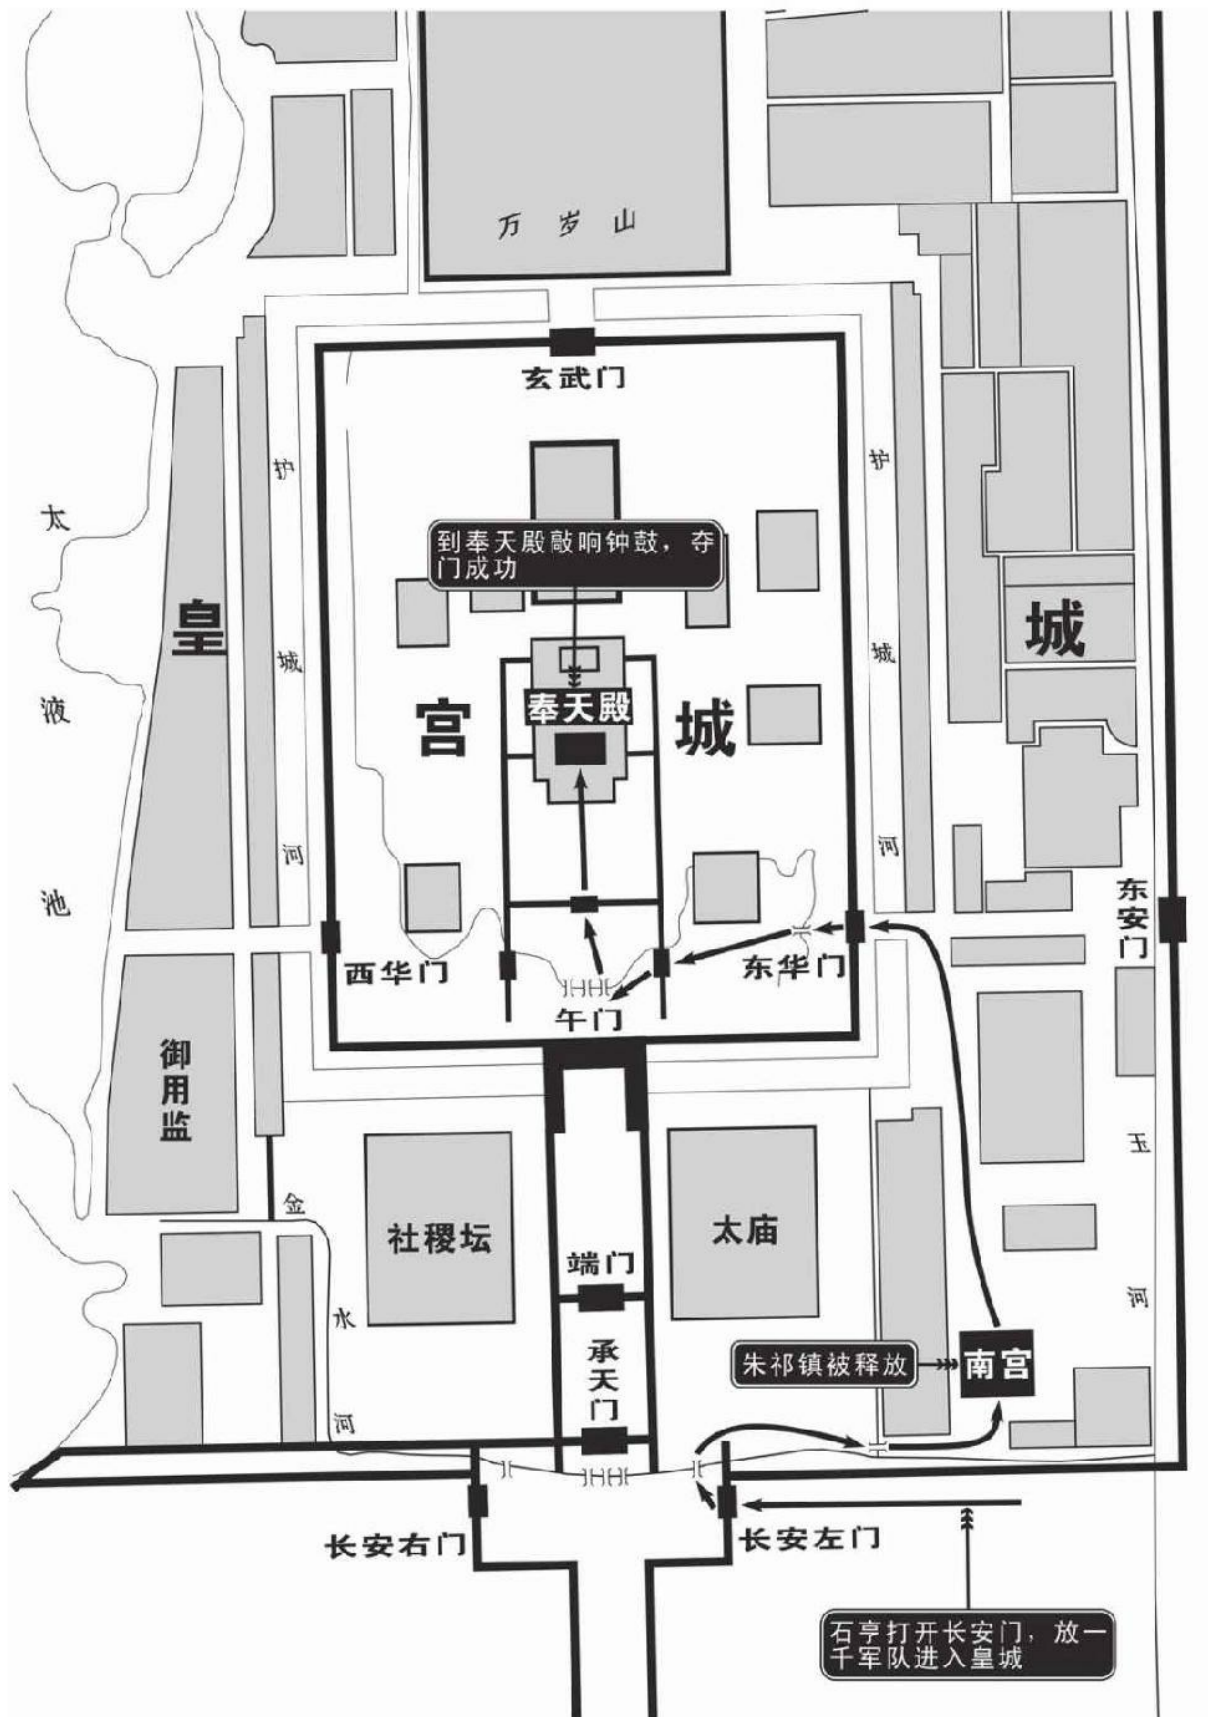 万岁山
玄武门
护
城
河
护
城
河
太
液
池
到奉天殿敲响钟鼓，夺
门成功
皇
城
宫
城
奉天殿
东安门
西华门
东华门
午门
御用监
玉
河
金
水
河
社稷坛
太庙
端门
承天门
朱祁镇被释放
南宫
长安右门
长安左门
石亨打开长安门，放一
千军队进入皇城